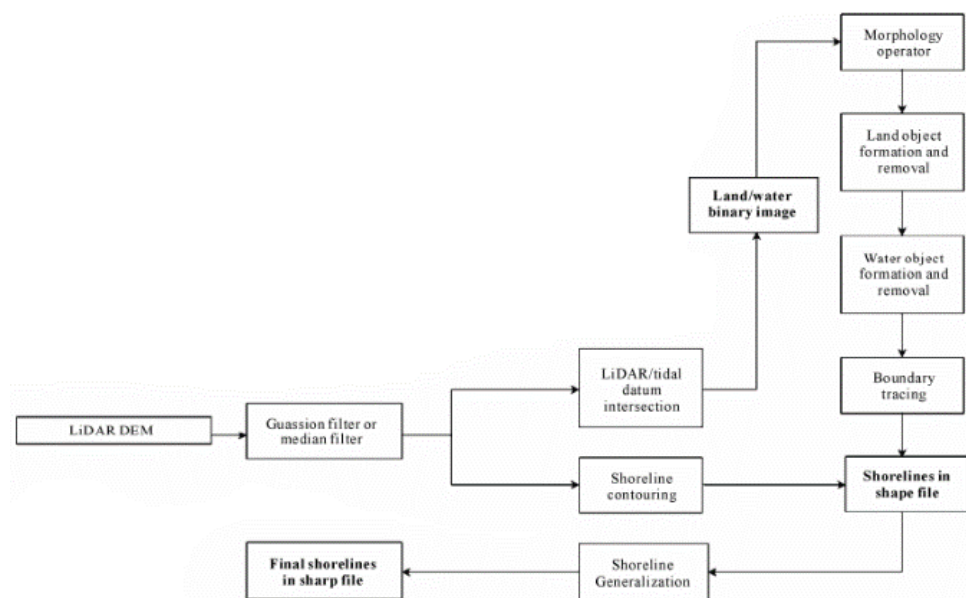 Morphology
operator
Land object
formation and
removal
Land/water
binary image
Water object
formation and
removal
LiDAR/tidal
datum
intersection
Boundary
tracing
LiDAR DEM
Guassion filter or
median filter
Shoreline
contouring
Shorelines in
shape file
Final shorelines
in sharp file
Shoreline
Generalization